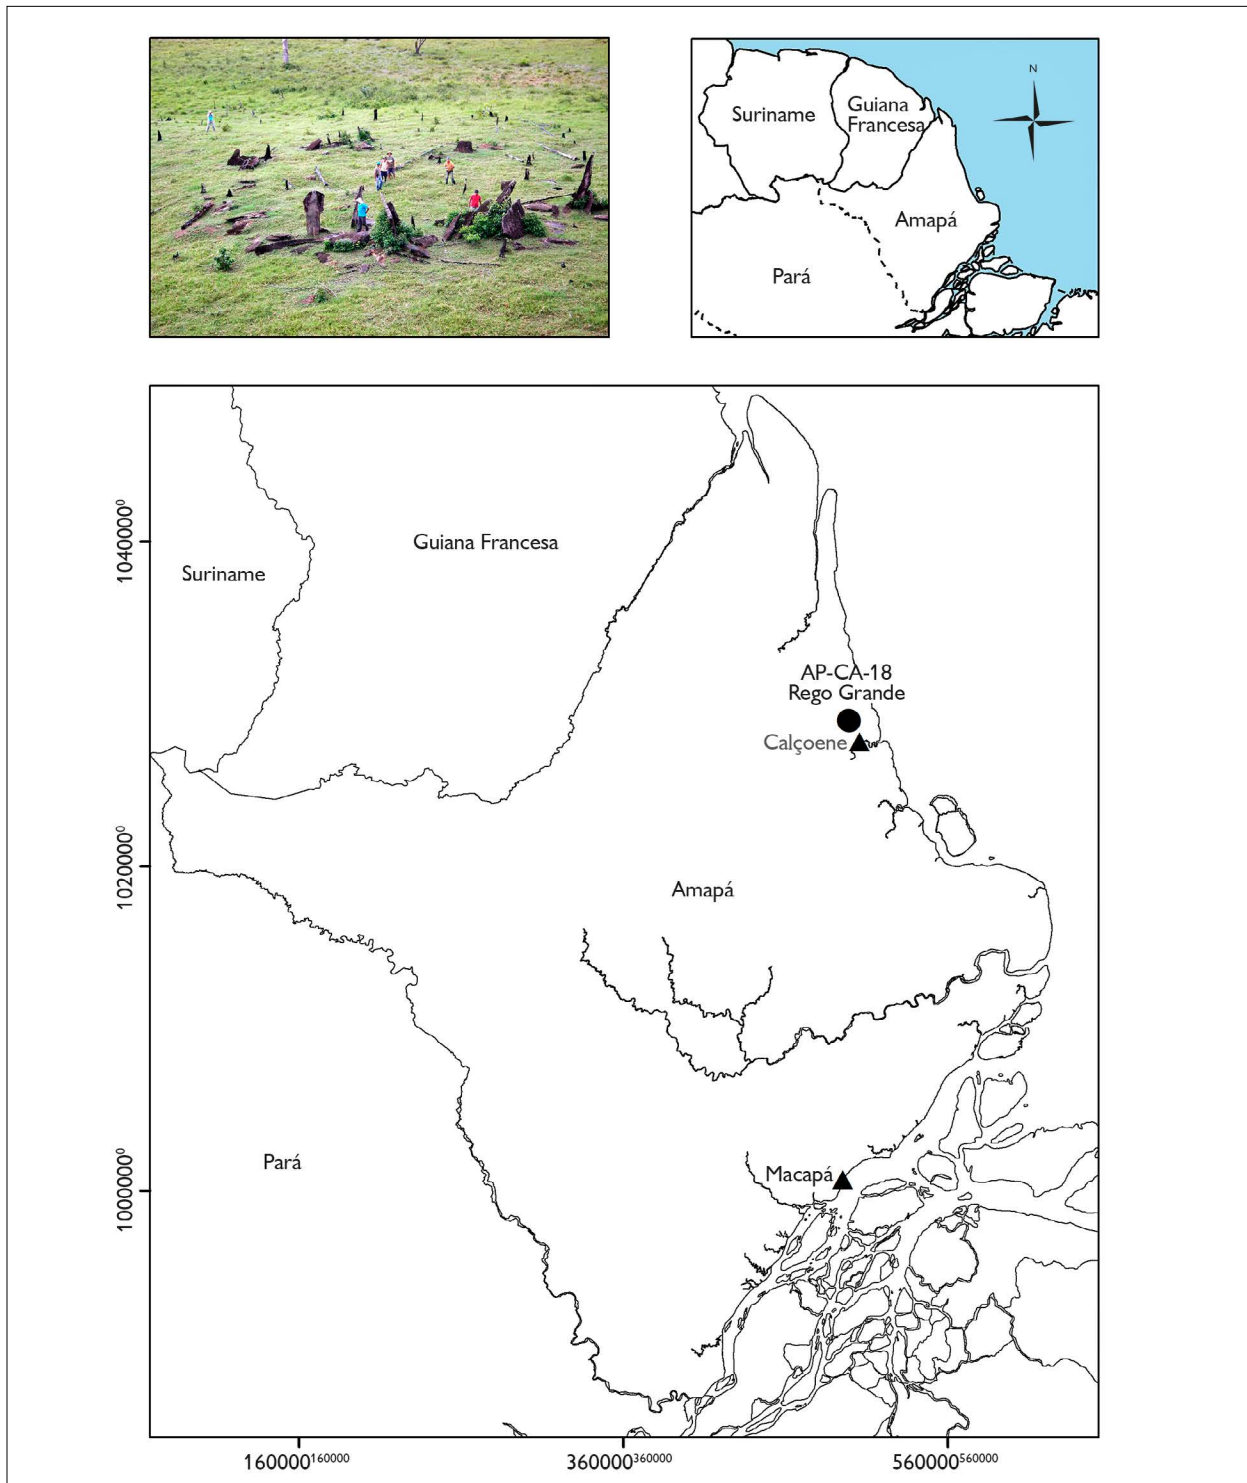 N
Suriname
Guiana
Francesa
Amapá
Pará
Guiana Francesa
Suriname
AP-CA-18
Rego Grande
Calçoene
Amapá
Pará
Macapá
1040000⁰
1020000⁰
1000000⁰
160000¹⁶⁰⁰⁰⁰
360000³⁶⁰⁰⁰⁰
560000⁵⁶⁰⁰⁰⁰